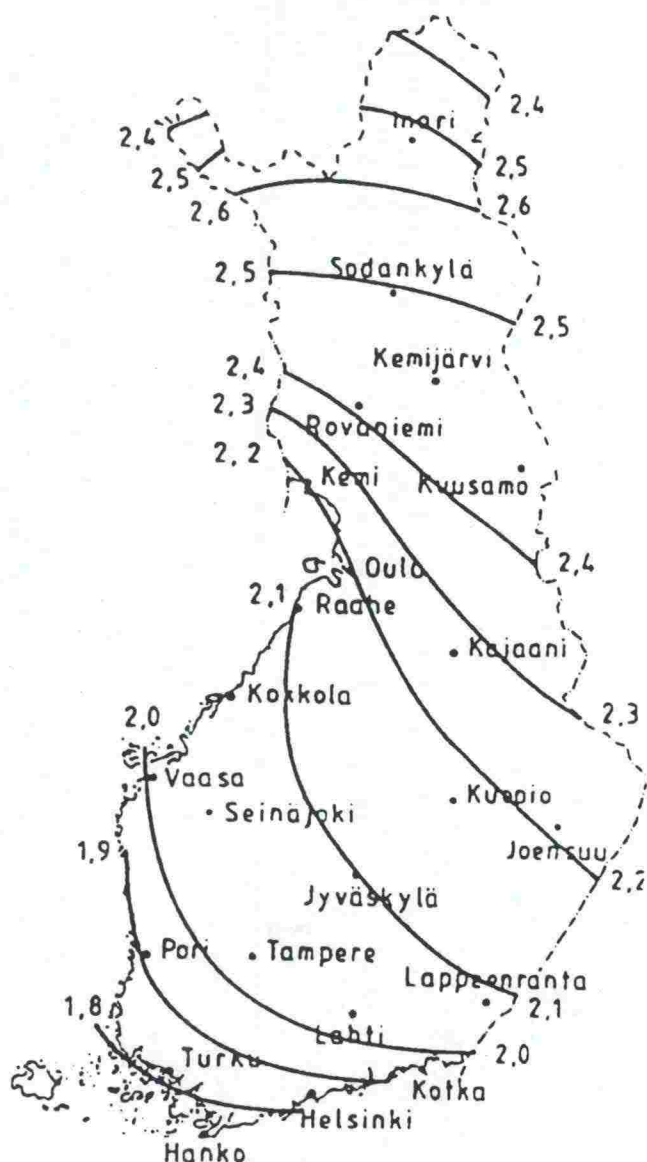 2,4
Inari
2,4
2,5
2,5
2,6
2,6
Sodankylä
2,5
2,5
Kemijärvi
2,4
2,3
Rovaniemi
2,2
Kemi
Kuusamo
Oulu
2,4
2,1
Raahe
Kajaani
Kokkola
2,3
2,0
Vaasa
Kuopio
Seinäjoki
Joensuu
1,9
2,2
Jyväskylä
Pori
Tampere
Lappeenranta
1,8
2,1
Lahti
Turku
2,0
Kotka
Helsinki
Hanko